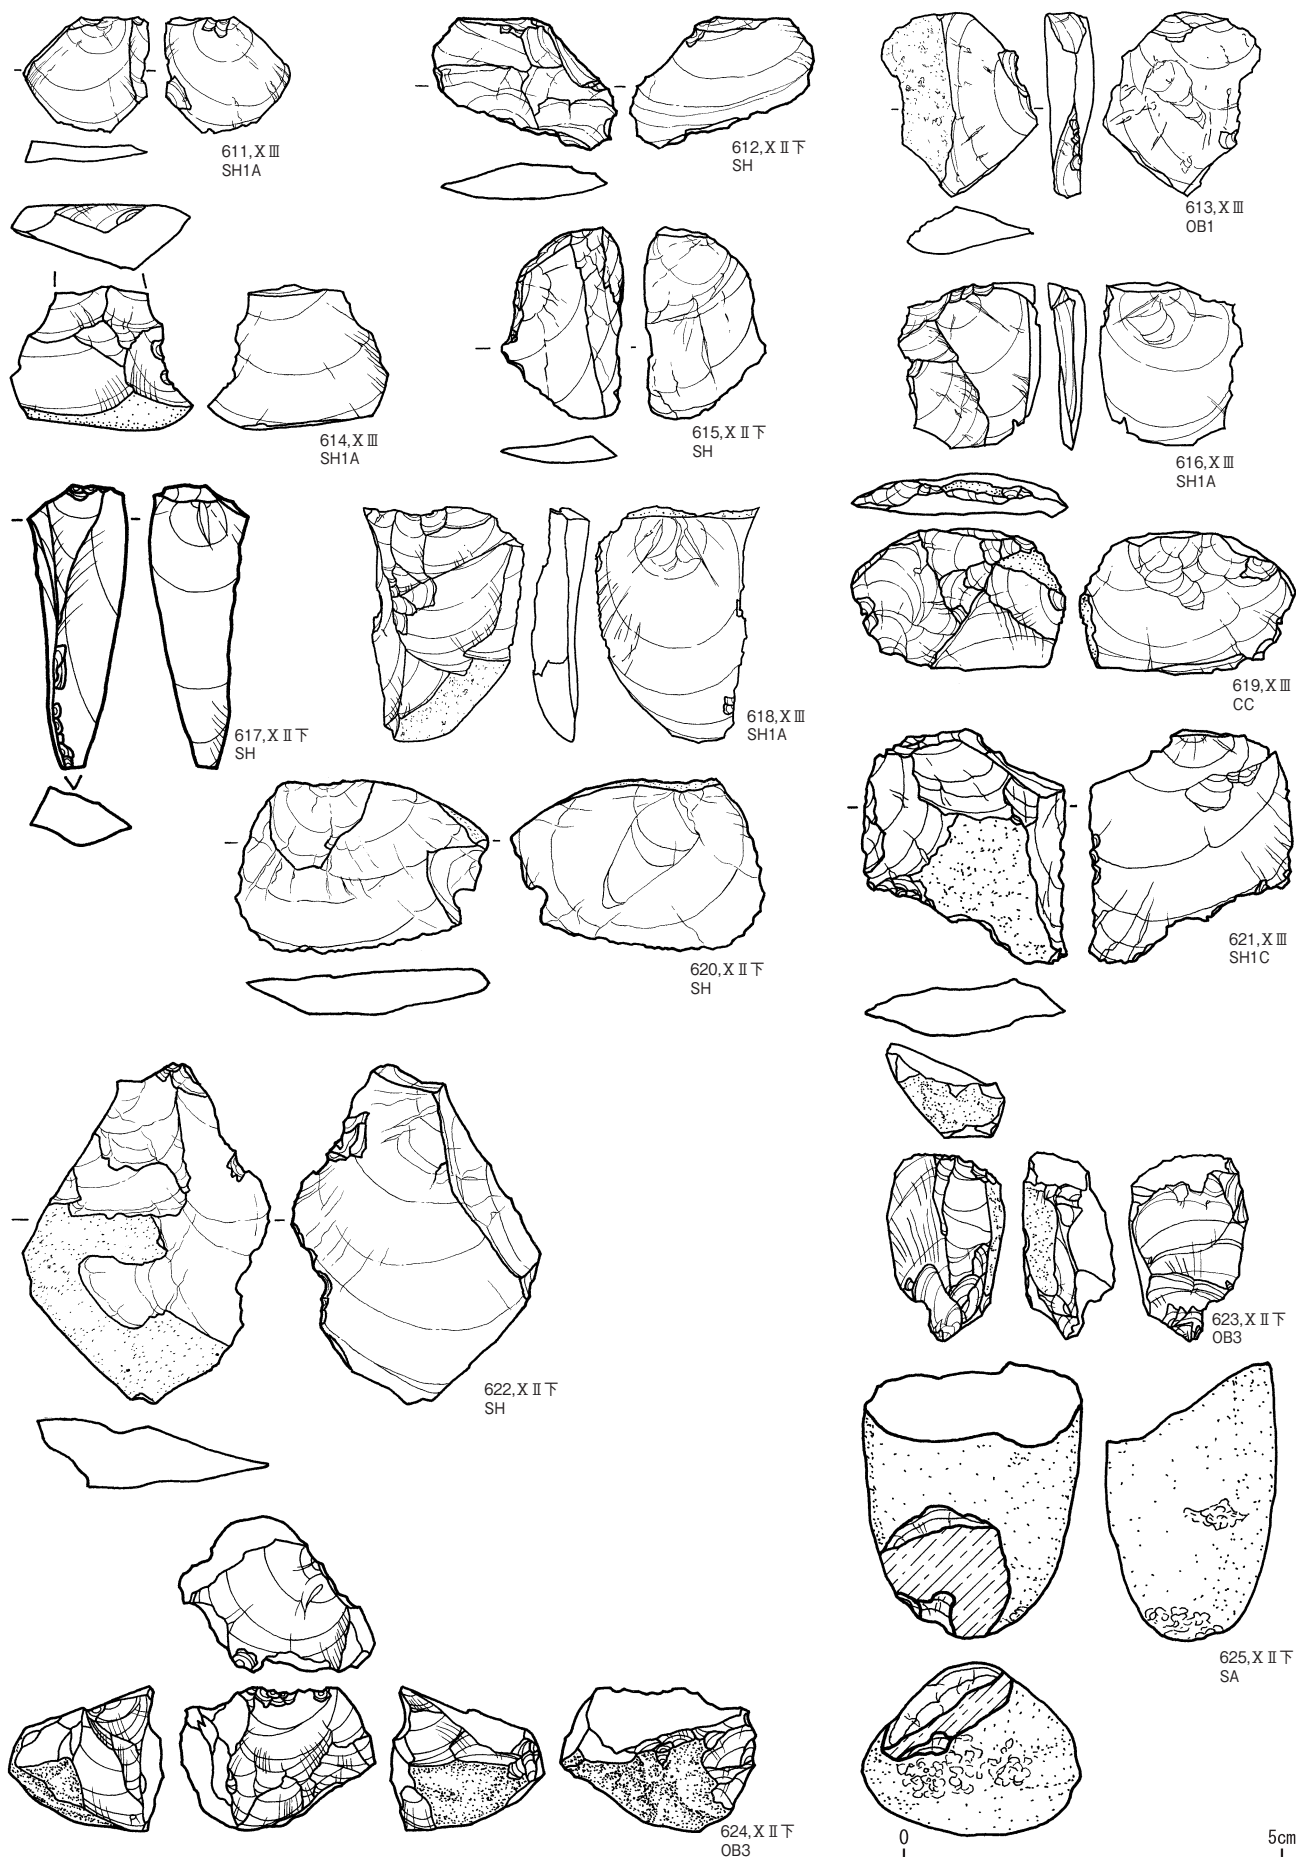 611,XⅢ
SH1A
612,XⅡ下
SH
613,XⅢ
OB1
614,XⅢ
SH1A
615,XⅡ下
SH
616,XⅢ
SH1A
617,XⅡ下
SH
618,XⅢ
SH1A
619,XⅢ
CC
620,XⅡ下
SH
621,XⅢ
SH1C
622,XⅡ下
SH
623,XⅡ下
OB3
625,XⅡ下
SA
624,XⅡ下
OB3
0 5cm